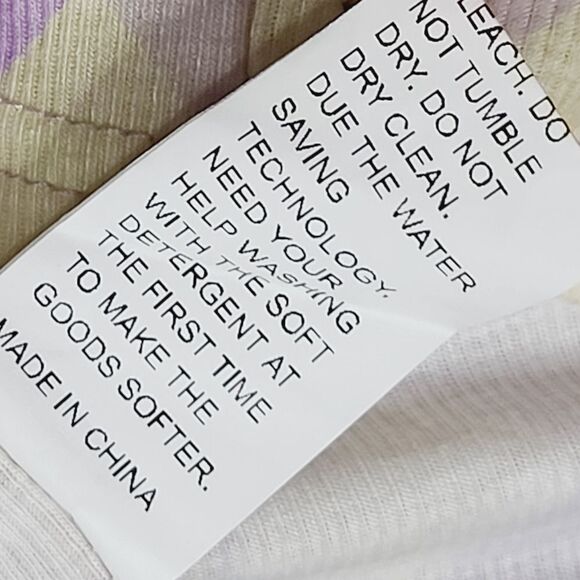 LEACH. DO
NOT TUMBLE
DRY. DO NOT
DRY CLEAN.
DUE THE WATER
SAVING
TECHNOLOGY.
NEED YOUR
HELP WASHING
WITH THE SOFT
DETERGENT AT
THE FIRST TIME
TO MAKE THE
GOODS SOFTER.
MADE IN CHINA